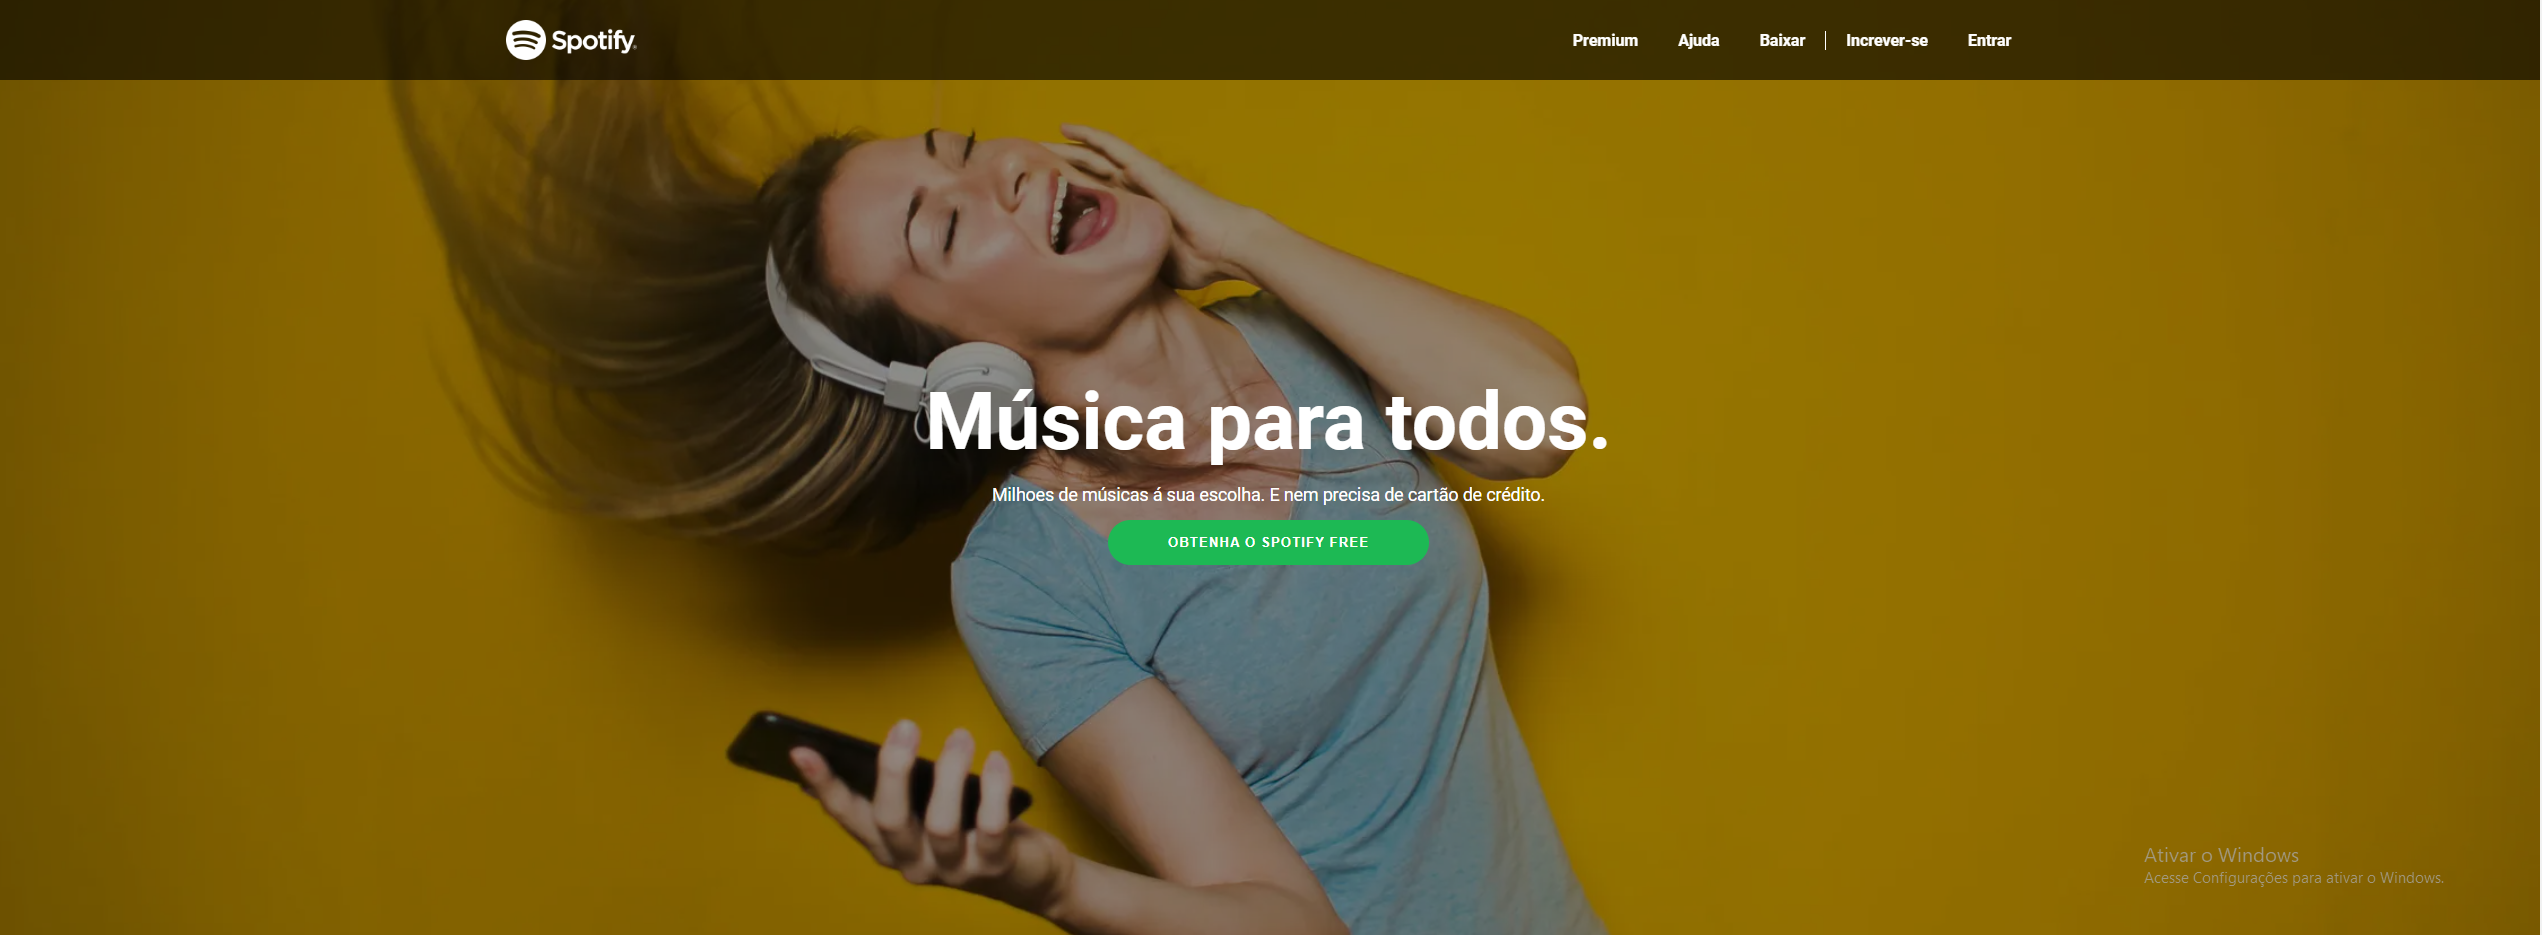 Spotify®
Premium Ajuda Baixar Increver-se Entrar
Música para todos.
Milhoes de músicas á sua escolha. E nem precisa de cartão de crédito.
OBTENHA O SPOTIFY FREE
Ativar o Windows
Acesse Configurações para ativar o Windows.